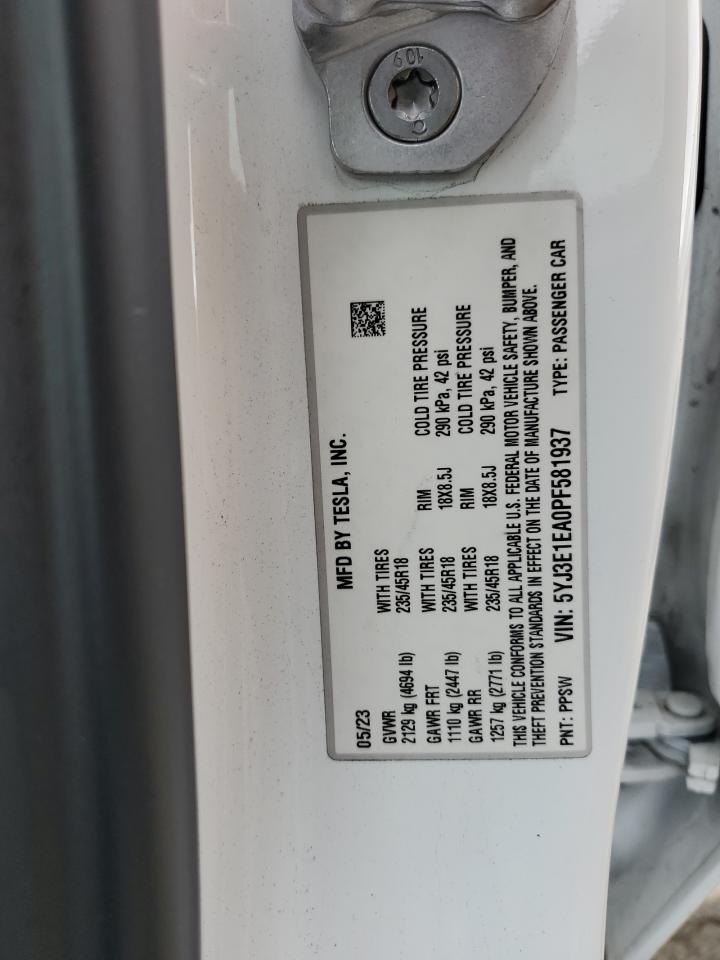 109
C
MFD BY TESLA, INC.
05/23
GVWR WITH TIRES RIM COLD TIRE PRESSURE
2129 kg (4694 lb) 235/45R18 18X8.5J 290 kPa, 42 psi
GAWR FRT WITH TIRES RIM COLD TIRE PRESSURE
1110 kg (2447 lb) 235/45R18 18X8.5J 290 kPa, 42 psi
GAWR RR WITH TIRES
1257 kg (2771 lb) 235/45R18
THIS VEHICLE CONFORMS TO ALL APPLICABLE U.S. FEDERAL MOTOR VEHICLE SAFETY, BUMPER, AND
THEFT PREVENTION STANDARDS IN EFFECT ON THE DATE OF MANUFACTURE SHOWN ABOVE.
PNT: PPSW VIN: 5YJ3E1EA0PF581937 TYPE: PASSENGER CAR